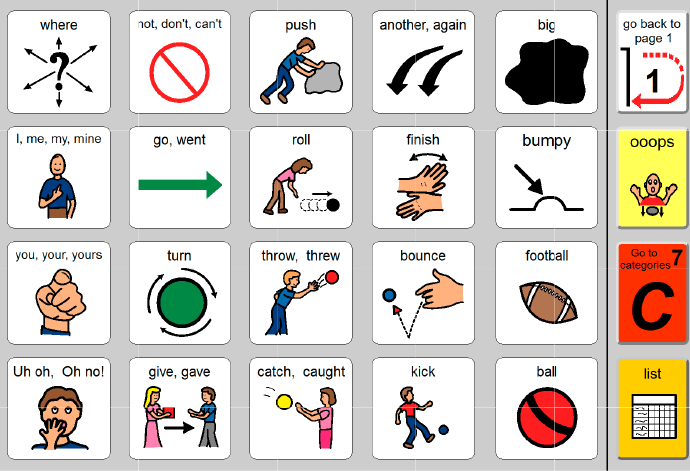 where
not, don't, can't
push
another, again
big
go back to
page 1
1
I, me, my, mine
go, went
roll
finish
bumpy
ooops
you, your, yours
turn
throw, threw
bounce
football
Go to
categories 7
C
Uh oh, Oh no!
give, gave
catch, caught
kick
ball
list